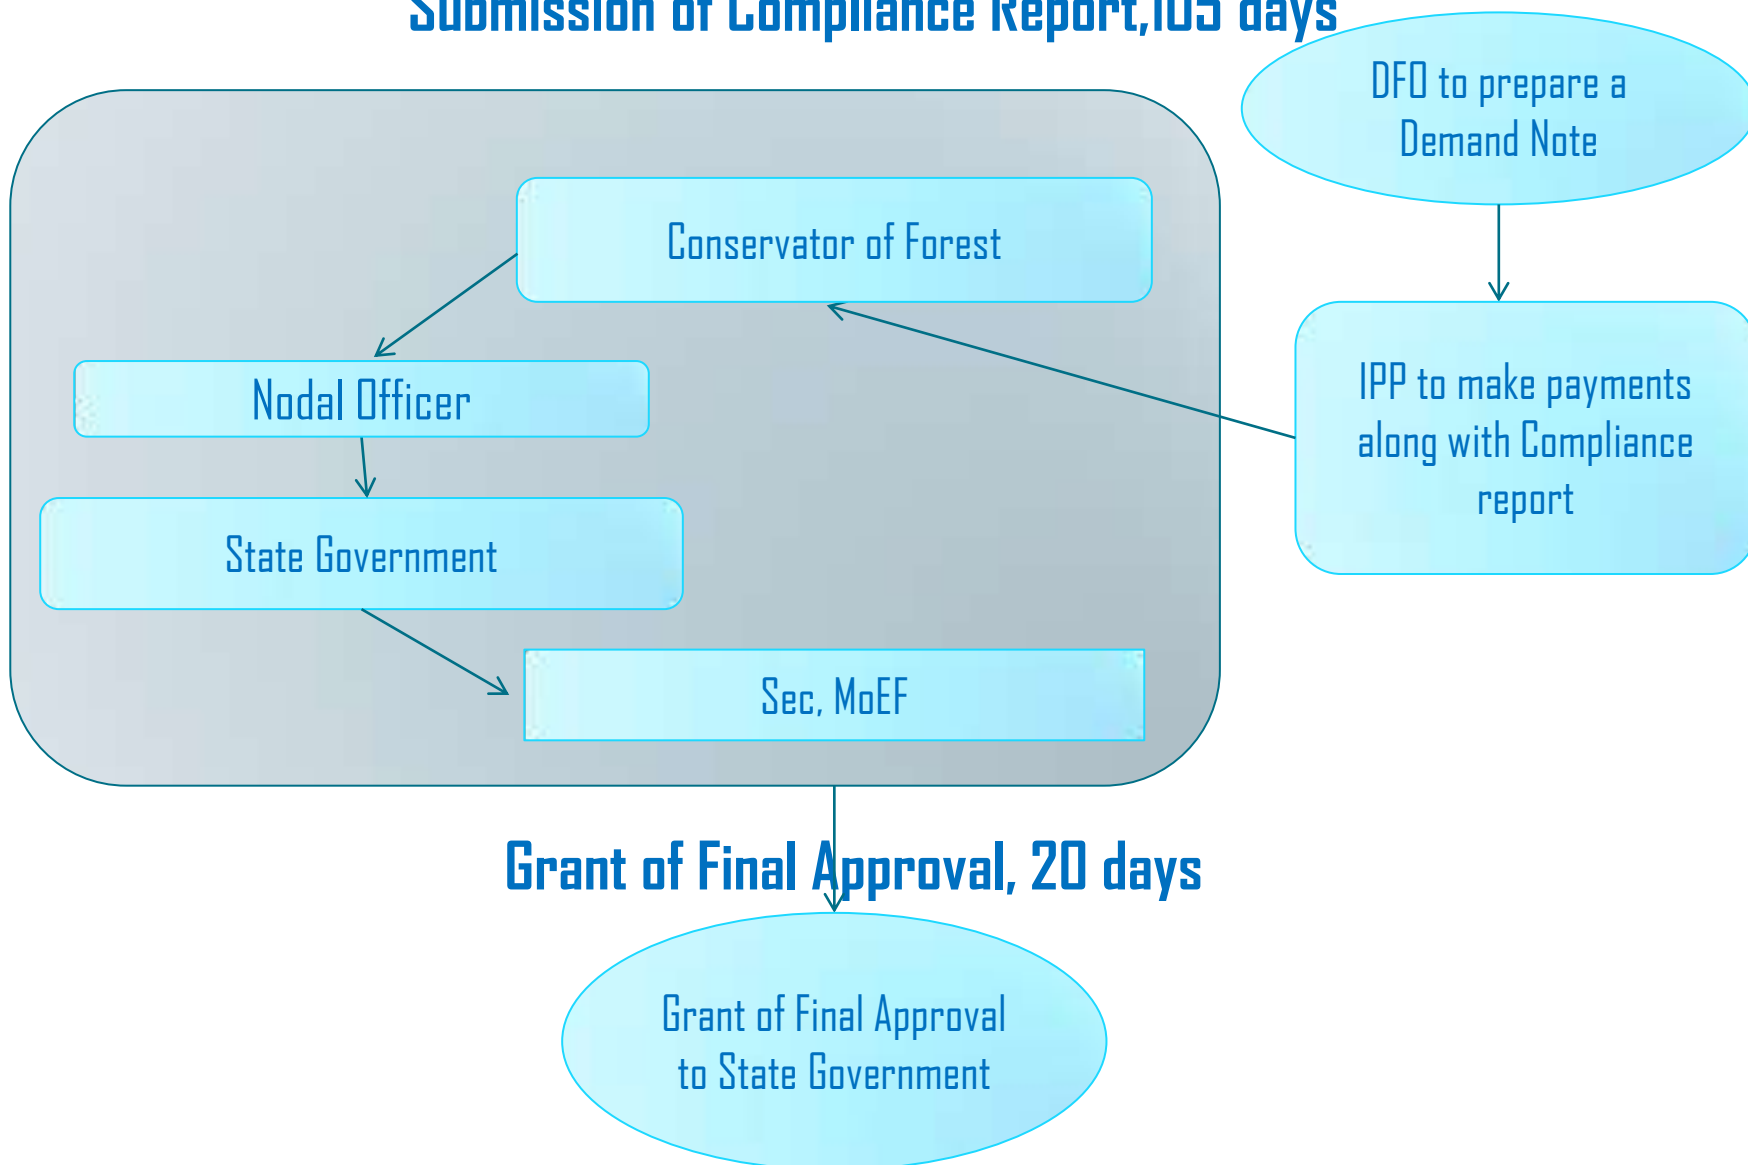 Submission of Compliance Report,105 days
DFO to prepare a
Demand Note
Conservator of Forest
IPP to make payments
along with Compliance
report
Nodal Officer
State Government
Sec, MoEF
Grant of Final Approval, 20 days
Grant of Final Approval
to State Government